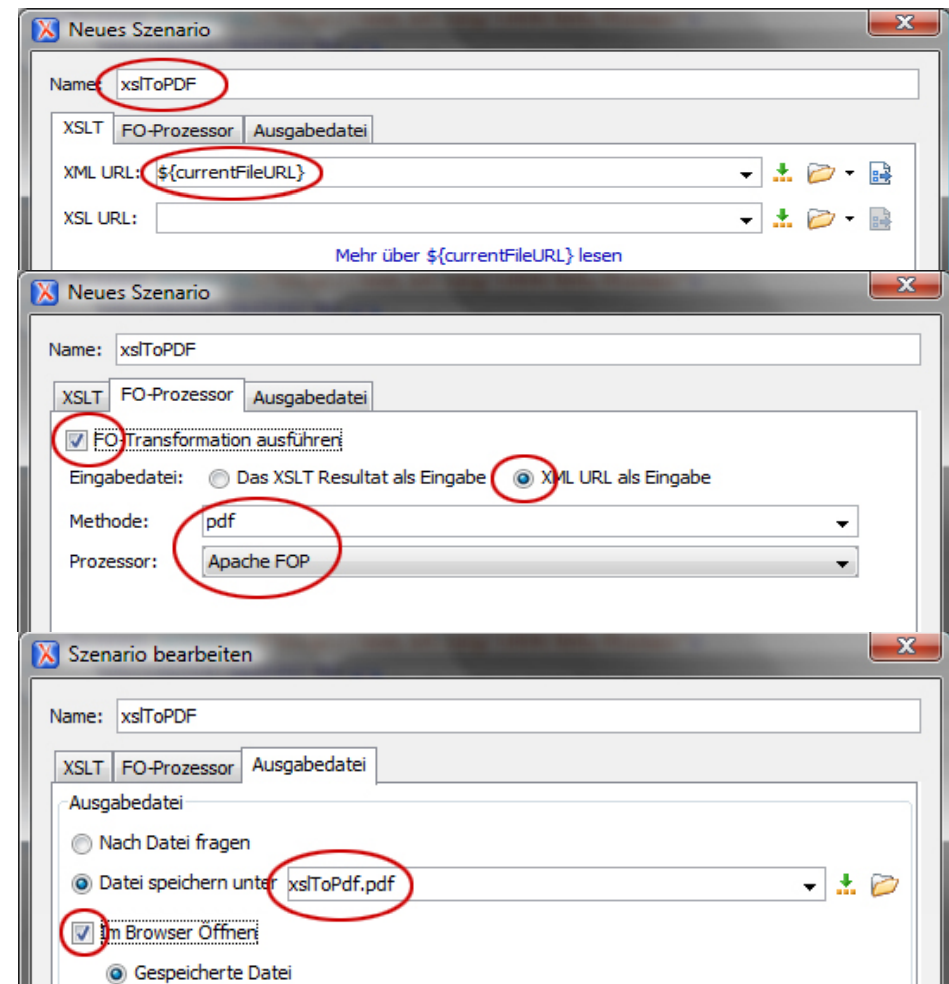 Neues Szenario
Name: xslToPDF
XSLT FO-Prozessor Ausgabedatei
XML URL: ${currentFileURL}
XSL URL:
Mehr über ${currentFileURL} lesen
Neues Szenario
Name: xslToPDF
XSLT FO-Prozessor Ausgabedatei
FO-Transformation ausführen
Eingabedatei: Das XSLT Resultat als Eingabe XML URL als Eingabe
Methode: pdf
Prozessor: Apache FOP
Szenario bearbeiten
Name: xslToPDF
XSLT FO-Prozessor Ausgabedatei
Ausgabedatei
Nach Datei fragen
Datei speichern unter xslToPdf.pdf
Im Browser Öffnen
Gespeicherte Datei